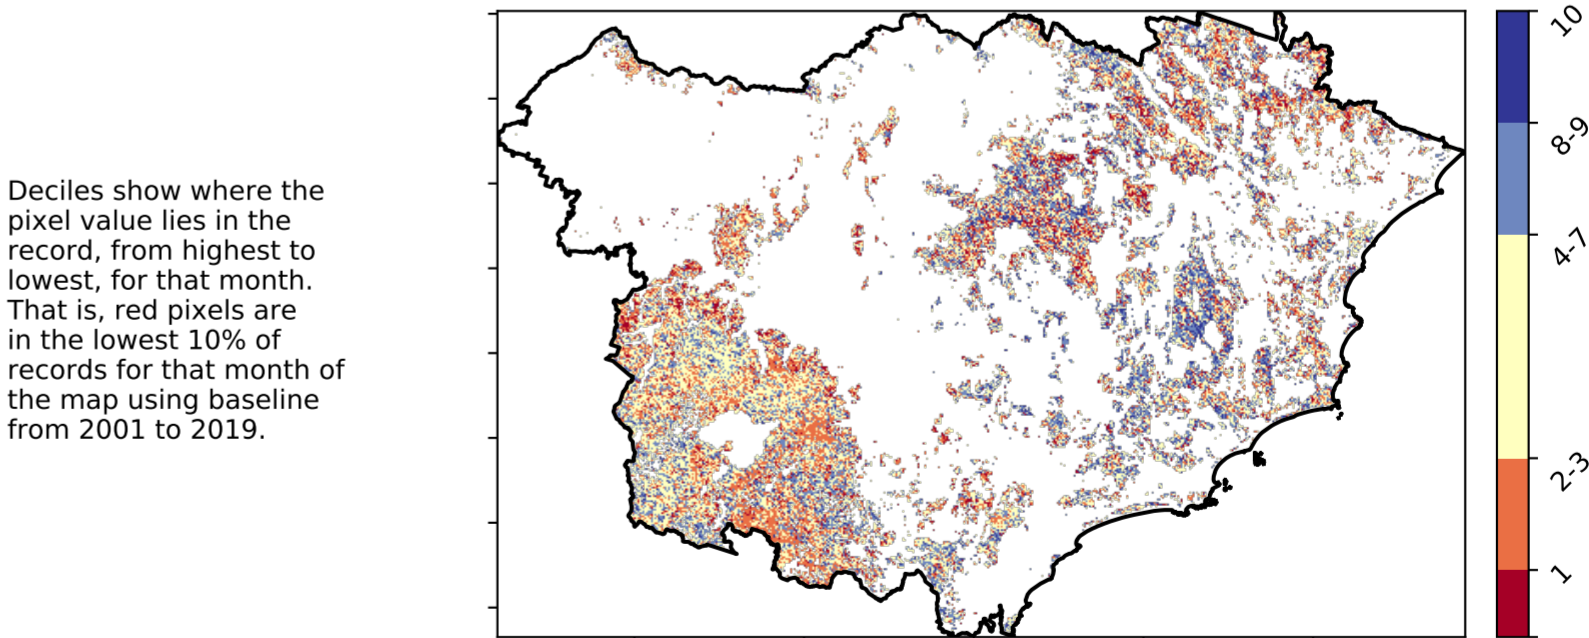 Deciles show where the
pixel value lies in the
record, from highest to
lowest, for that month.
That is, red pixels are
in the lowest 10% of
records for that month of
the map using baseline
from 2001 to 2019.
10
8-9
4-7
2-3
1